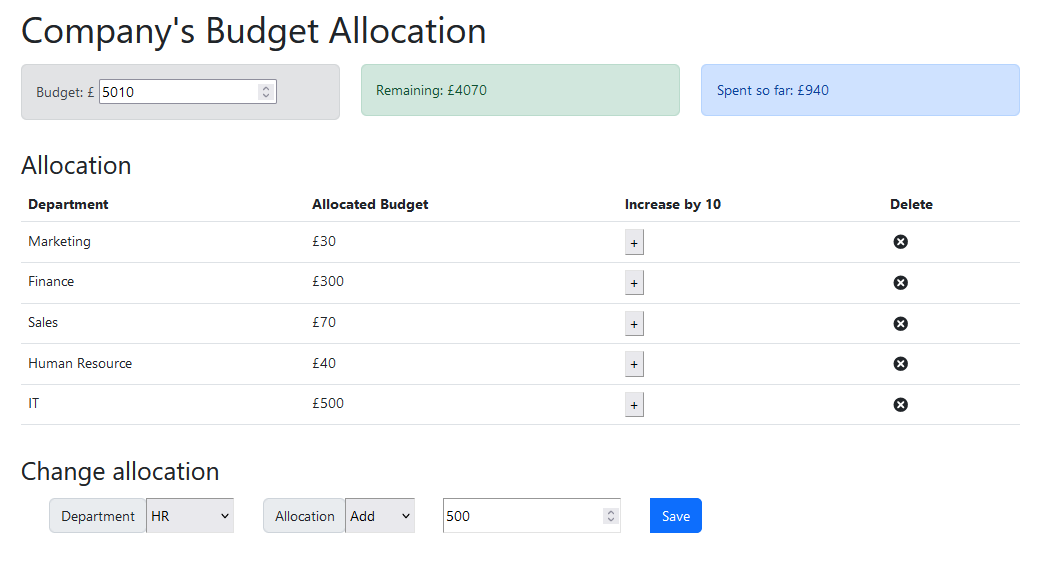 Company's Budget Allocation
Budget: £ 5010 Remaining: £4070 Spent so far: £940
Allocation
Department Allocated Budget Increase by 10 Delete
Marketing £30 +
Finance £300 +
Sales £70 +
Human Resource £40 +
IT £500 +
Change allocation
Department HR Allocation Add 500 Save